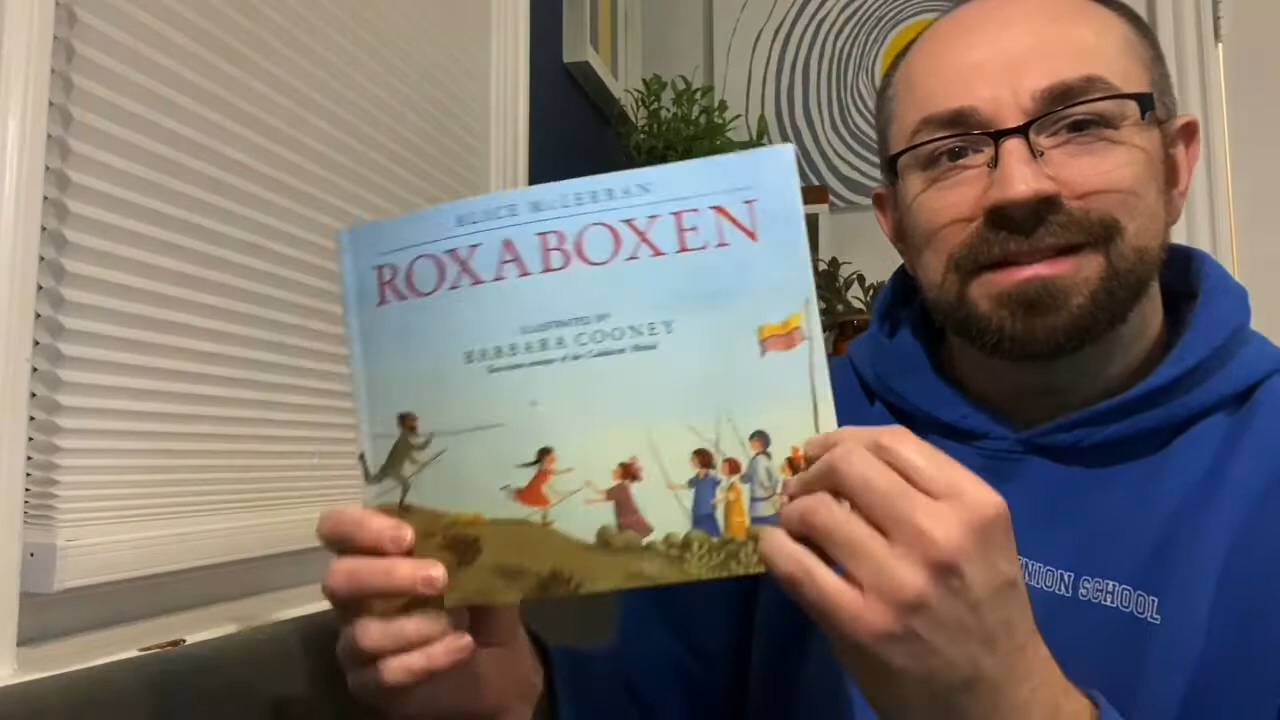 ALICE McLERRAN
ROXABOXEN
ILLUSTRATED BY
BARBARA COONEY
NION SCHOOL